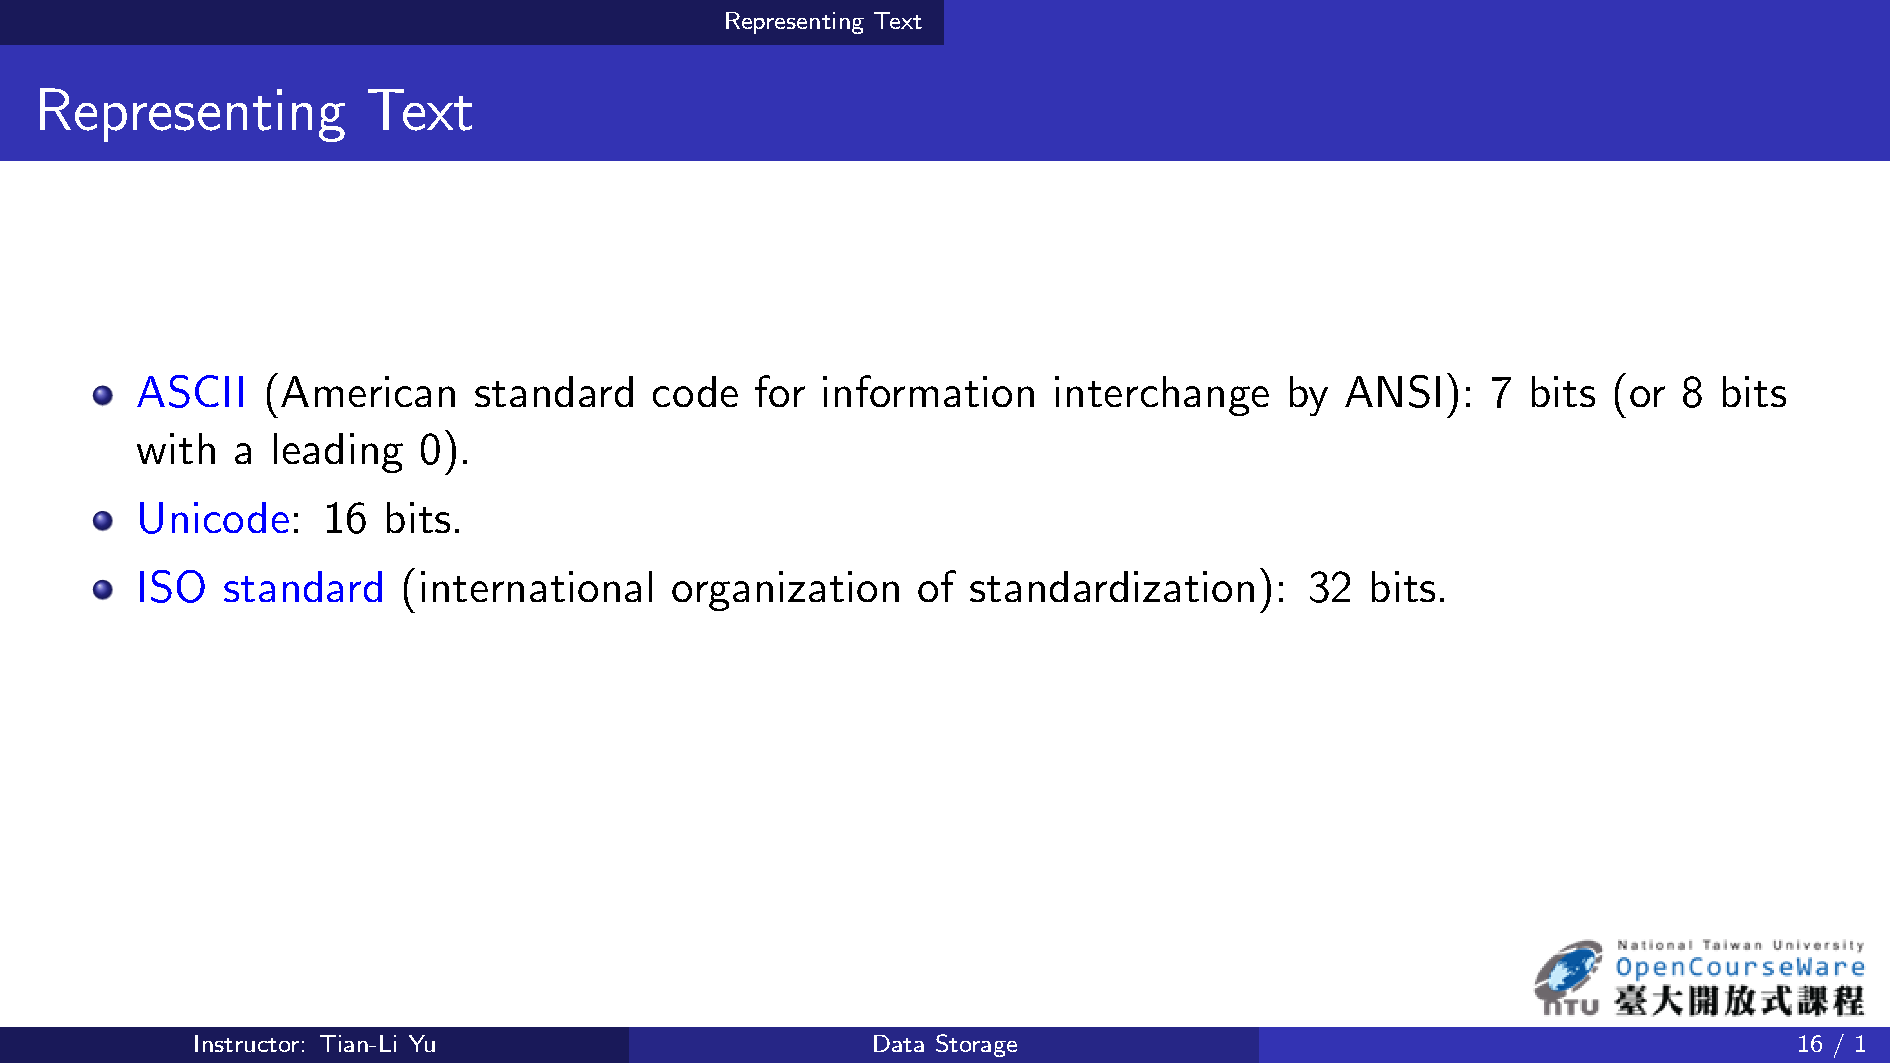 Representing Text
Representing Text
ASCII (American standard code for information interchange by ANSI): 7 bits (or 8 bits
with a leading 0).
Unicode: 16 bits.
ISO standard (international organization of standardization): 32 bits.
National Taiwan University
OpenCourseWare
NTU 臺大開放式課程
Instructor: Tian-Li Yu
Data Storage
16 / 1